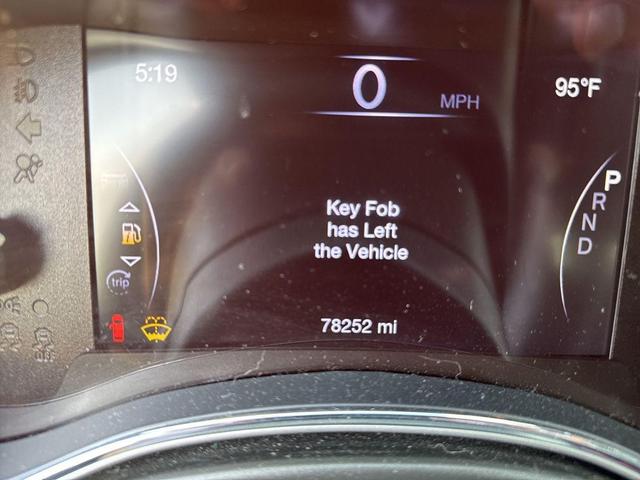 5:19
0
MPH
95°F
P
R
N
D
Key Fob
has Left
the Vehicle
trip
78252 mi